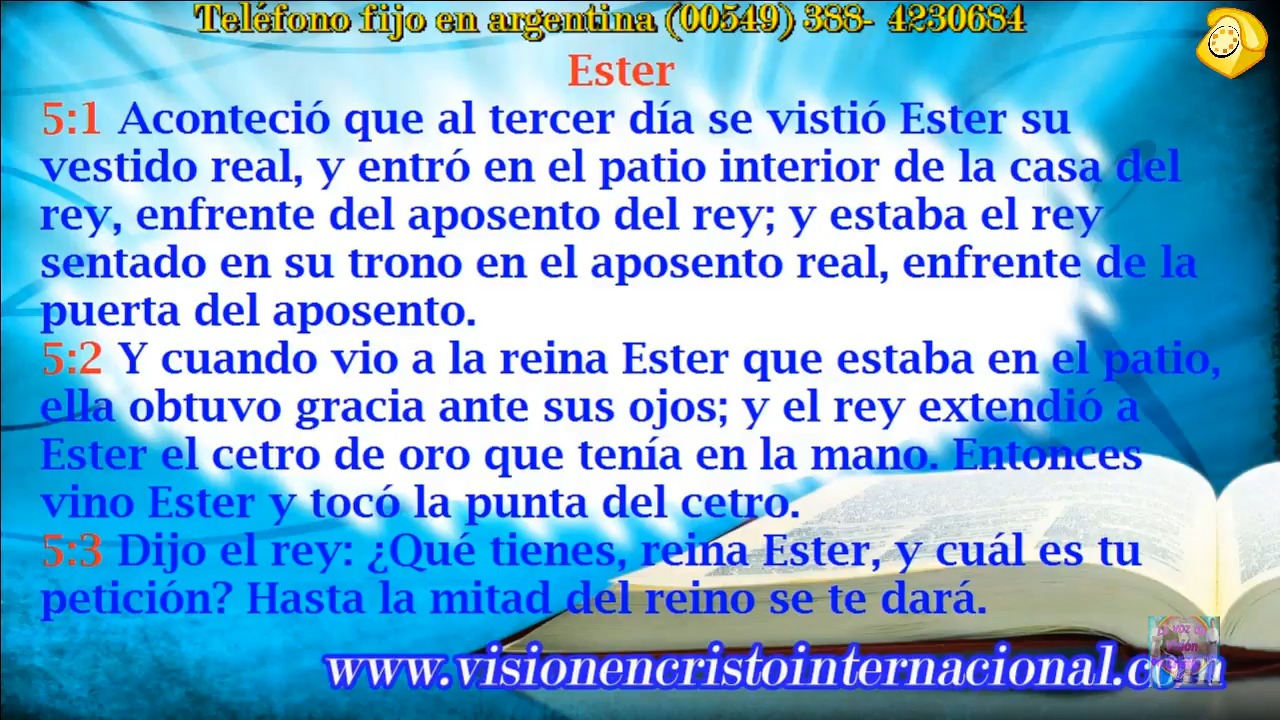 Teléfono fijo en argentina (00549) 388- 4230684
Ester
5:1 Aconteció que al tercer día se vistió Ester su
vestido real, y entró en el patio interior de la casa del
rey, enfrente del aposento del rey; y estaba el rey
sentado en su trono en el aposento real, enfrente de la
puerta del aposento.
5:2 Y cuando vio a la reina Ester que estaba en el patio,
ella obtuvo gracia ante sus ojos; y el rey extendió a
Ester el cetro de oro que tenía en la mano. Entonces
vino Ester y tocó la punta del cetro.
5:3 Dijo el rey: ¿Qué tienes, reina Ester, y cuál es tu
petición? Hasta la mitad del reino se te dará.
www.visionencristointernacional.com